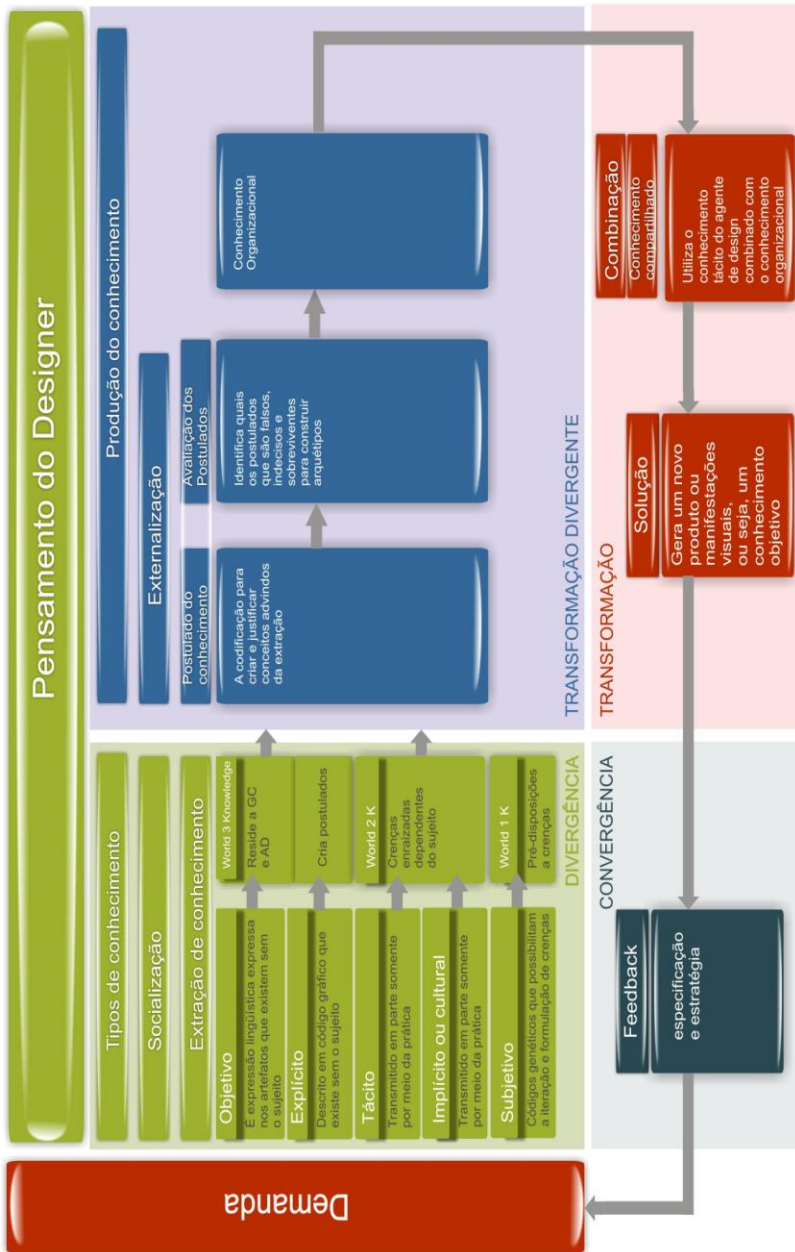 Pensamento do Designer
Demanda
Tipos de conhecimento
Socialização
Extração de conhecimento
Objetivo
É expressão lingüística expressa
nos artefatos que existem sem
o sujeito
World 3 Knowledge
Reside a GC
e AD
Explícito
Descrito em código gráfico que
existe sem o sujeito
Cria postulados
Tácito
Transmitido em parte somente
por meio da prática
World 2 K
Crenças
enraizadas
dependentes
do sujeito
Implícito ou cultural
Transmitido em parte somente
por meio da prática
Subjetivo
Códigos genéticos que possibilitam
a iteração e formulação de crenças
World 1 K
Pré-disposições
a crenças
DIVERGÊNCIA
Produção do conhecimento
Externalização
Postulado do
conhecimento
A codificação para
criar e justificar
conceitos advindos
da extração
Avaliação dos
Postulados
Identifica quais
os postulados
que são falsos,
indecisos e
sobreviventes
para construir
arquétipos
Conhecimento
Organizacional
TRANSFORMAÇÃO DIVERGENTE
TRANSFORMAÇÃO
Combinação
Conhecimento
compartilhado
Utiliza o
conhecimento
tácito do agente
de design
combinado com
o conhecimento
organizacional
Solução
Gera um novo
produto ou
manifestações
visuais,
ou seja, um
conhecimento
objetivo
CONVERGÊNCIA
Feedback
especificação
e estratégia